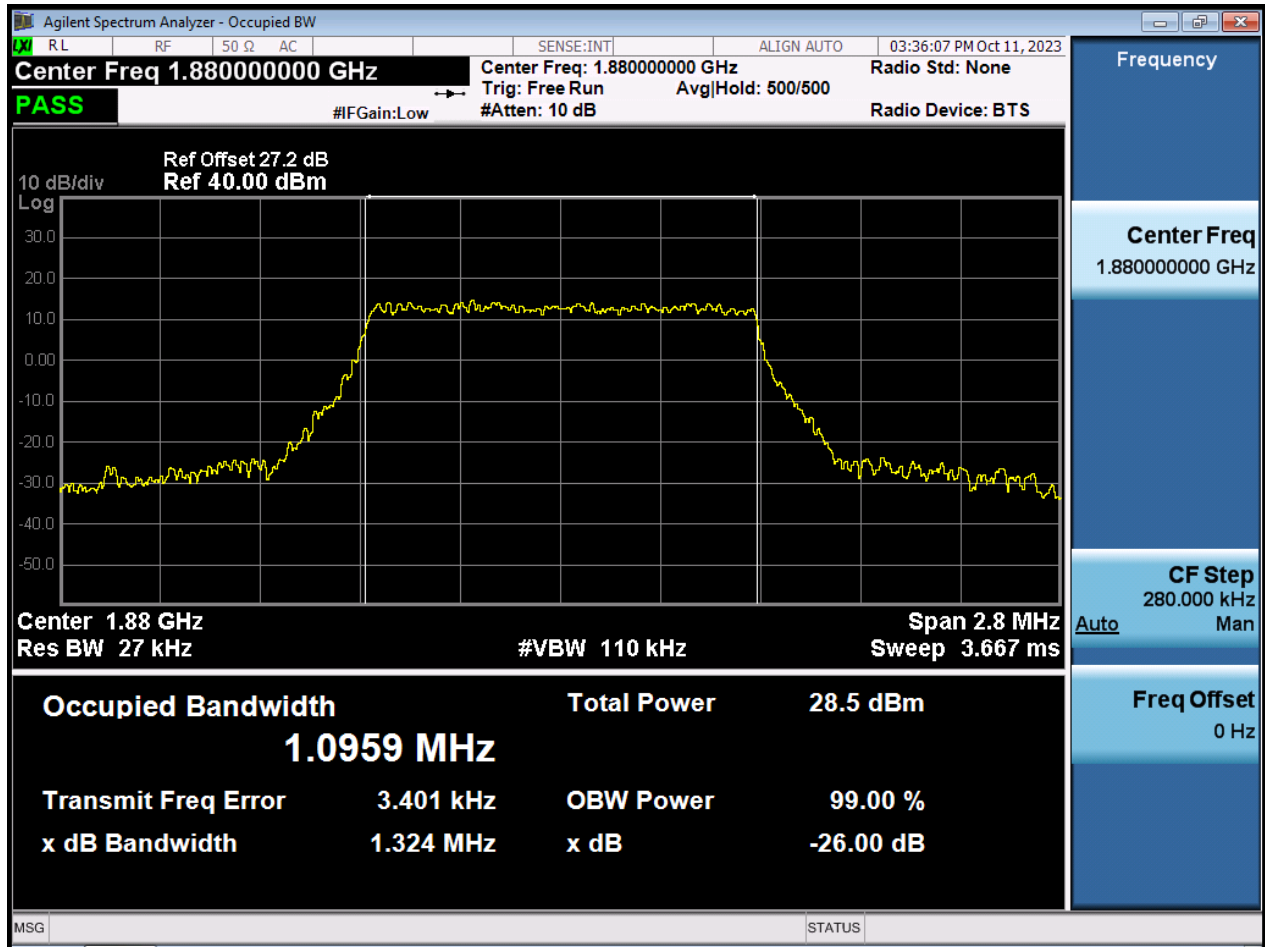 Agilent Spectrum Analyzer - Occupied BW
LXI RL RF 50 Ω AC SENSE:INT ALIGN AUTO 03:36:07 PM Oct 11, 2023
Center Freq 1.880000000 GHz
Center Freq: 1.880000000 GHz
Radio Std: None
Trig: Free Run Avg|Hold: 500/500
PASS
#IFGain:Low
#Atten: 10 dB
Radio Device: BTS
Ref Offset 27.2 dB
10 dB/div Ref 40.00 dBm
Log
30.0
20.0
10.0
0.00
-10.0
-20.0
-30.0
-40.0
-50.0
Center 1.88 GHz Span 2.8 MHz
Res BW 27 kHz #VBW 110 kHz Sweep 3.667 ms
Occupied Bandwidth Total Power 28.5 dBm
1.0959 MHz
Transmit Freq Error 3.401 kHz OBW Power 99.00 %
x dB Bandwidth 1.324 MHz x dB -26.00 dB
MSG STATUS
Frequency
Center Freq
1.880000000 GHz
CF Step
280.000 kHz
Auto Man
Freq Offset
0 Hz